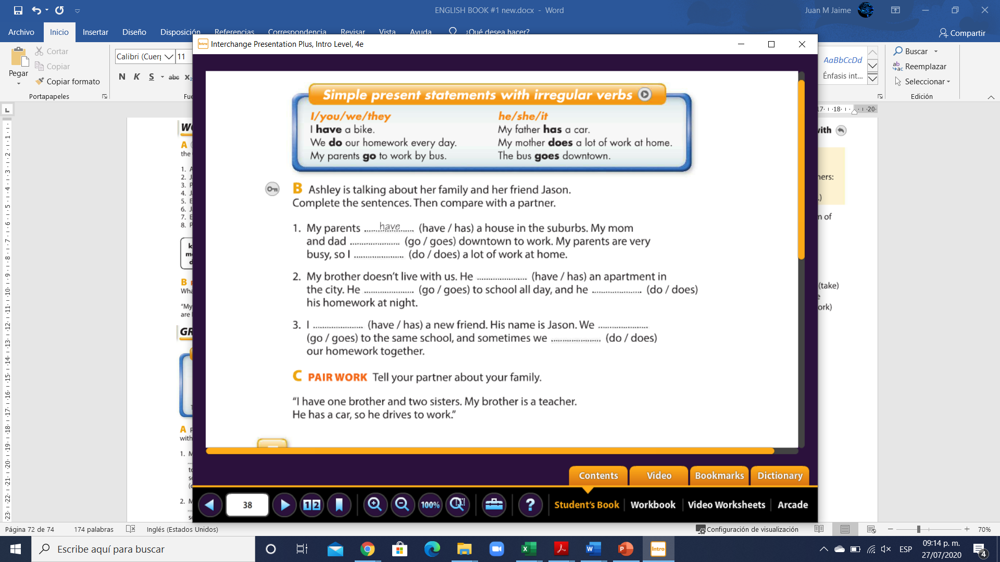 ENGLISH BOOK #1 new.docx - Word
Juan M Jaime
Archivo Inicio Insertar Diseño Disposición Referencias Correspondencia Revisar Vista Ayuda ¿Qué desea hacer? Compartir
Pegar
Cortar
Copiar
Copiar formato
Portapapeles
Calibri (Cuerp 11
N K S abc x₂
AaBbCcDd
Énfasis int...
Buscar
Reemplazar
Seleccionar
Edición
Interchange Presentation Plus, Intro Level, 4e
Simple present statements with irregular verbs
I/you/we/they he/she/it
I have a bike. My father has a car.
We do our homework every day. My mother does a lot of work at home.
My parents go to work by bus. The bus goes downtown.
B Ashley is talking about her family and her friend Jason.
Complete the sentences. Then compare with a partner.
1. My parents have (have / has) a house in the suburbs. My mom
and dad ...................... (go / goes) downtown to work. My parents are very
busy, so I ...................... (do / does) a lot of work at home.
2. My brother doesn't live with us. He ...................... (have / has) an apartment in
the city. He ...................... (go / goes) to school all day, and he ...................... (do / does)
his homework at night.
3. I ...................... (have / has) a new friend. His name is Jason. We ......................
(go / goes) to the same school, and sometimes we ...................... (do / does)
our homework together.
C PAIR WORK Tell your partner about your family.
“I have one brother and two sisters. My brother is a teacher.
He has a car, so he drives to work.”
Contents Video Bookmarks Dictionary
38 12 100% ? Student's Book Workbook Video Worksheets Arcade
Página 72 de 74 174 palabras Inglés (Estados Unidos) Configuración de visualización 70%
Escribe aquí para buscar
Intro
ESP
09:14 p. m.
27/07/2020
4